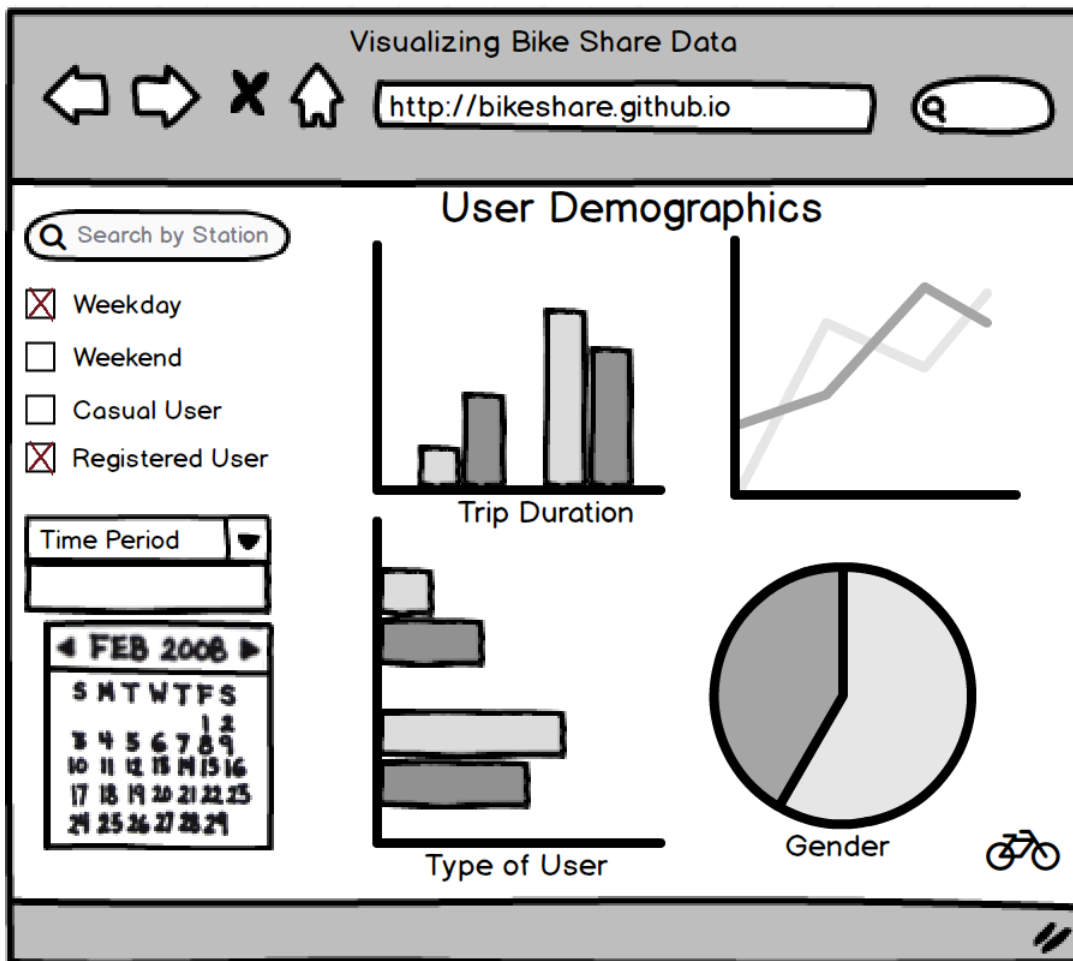 Visualizing Bike Share Data
http://bikeshare.github.io
User Demographics
Search by Station
Weekday
Weekend
Casual User
Registered User
Trip Duration
Time Period
FEB 2008
S M T W T F S
1 2
3 4 5 6 7 8 9
10 11 12 13 14 15 16
17 18 19 20 21 22 23
24 25 26 27 28 29
Type of User
Gender